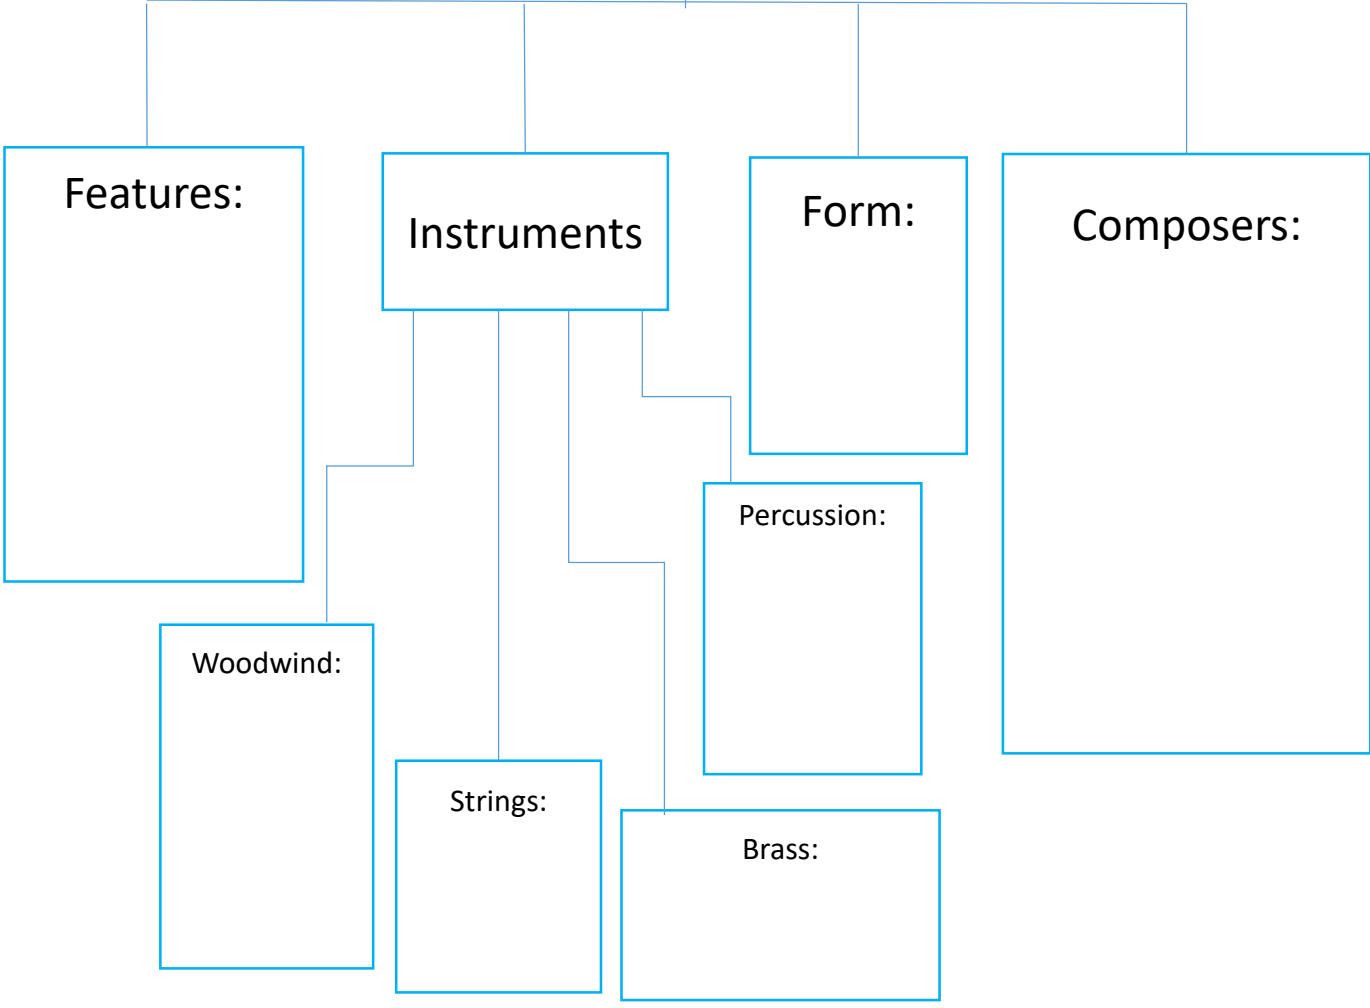 Features:
Instruments
Form:
Composers:
Percussion:
Woodwind:
Strings:
Brass: